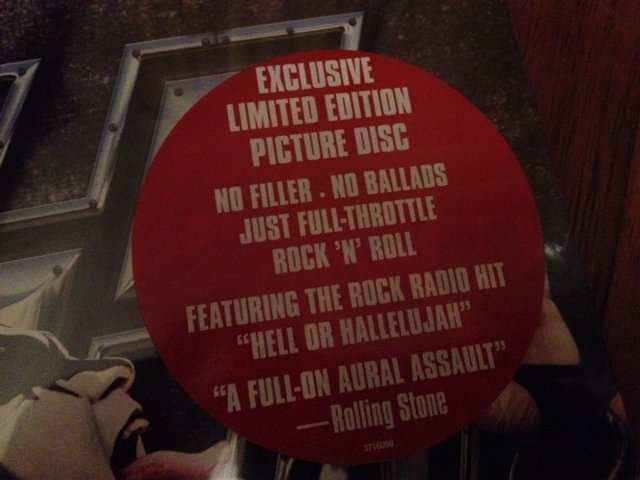 EXCLUSIVE
LIMITED EDITION
PICTURE DISC
NO FILLER . NO BALLADS
JUST FULL-THROTTLE
ROCK 'N' ROLL
FEATURING THE ROCK RADIO HIT
“HELL OR HALLELUJAH”
“A FULL-ON AURAL ASSAULT”
—Rolling Stone
3716099